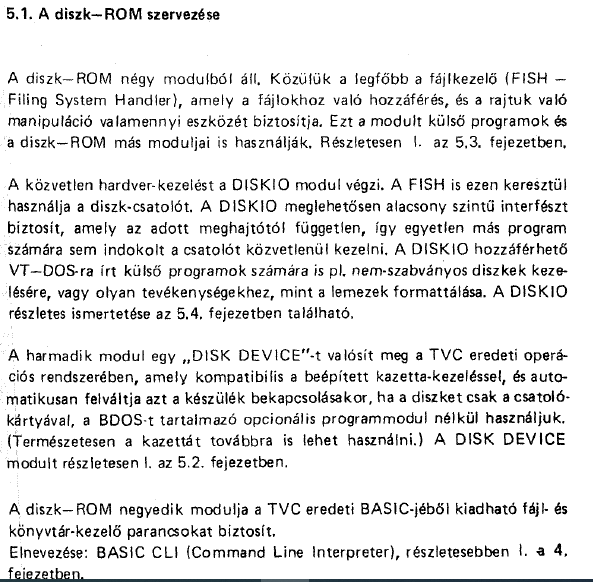 5.1. A diszk—ROM szervezése
A diszk—ROM négy modulból áll. Közülük a legfőbb a fájlkezelő (FISH —
Filing System Handler), amely a fájlokhoz való hozzáférés, és a rajtuk való
manipuláció valamennyi eszközét biztosítja. Ezt a modult külső programok és
a diszk—ROM más moduljai is használják. Részletesen l. az 5.3. fejezetben.
A közvetlen hardver-kezelést a DISKIO modul végzi. A FISH is ezen keresztül
használja a diszk-csatolót. A DISKIO meglehetősen alacsony szintű interfészt
biztosít, amely az adott meghajtótól független, így egyetlen más program
számára sem indokolt a csatolót közvetlenül kezelni. A DISKIO hozzáférhető
VT—DOS-ra írt külső programok számára is pl. nem-szabványos diszkek keze-
lésére, vagy olyan tevékenységekhez, mint a lemezek formattálása. A DISKIO
részletes ismertetése az 5.4. fejezetben található.
A harmadik modul egy „DISK DEVICE"-t valósít meg a TVC eredeti operá-
ciós rendszerében, amely kompatibilis a beépített kazetta-kezeléssel, és auto-
matikusan felváltja azt a készülék bekapcsolásakor, ha a diszket csak a csatoló-
kártyával, a BDOS-t tartalmazó opcionális programmodul nélkül használjuk.
(Természetesen a kazettát továbbra is lehet használni.) A DISK DEVICE
modult részletesen l. az 5.2. fejezetben.
A diszk—ROM negyedik modulja a TVC eredeti BASIC-jéből kiadható fájl- és
könyvtár-kezelő parancsokat biztosít.
Elnevezése: BASIC CLI (Command Line Interpreter), részletesebben l. a 4.
fejezetben.